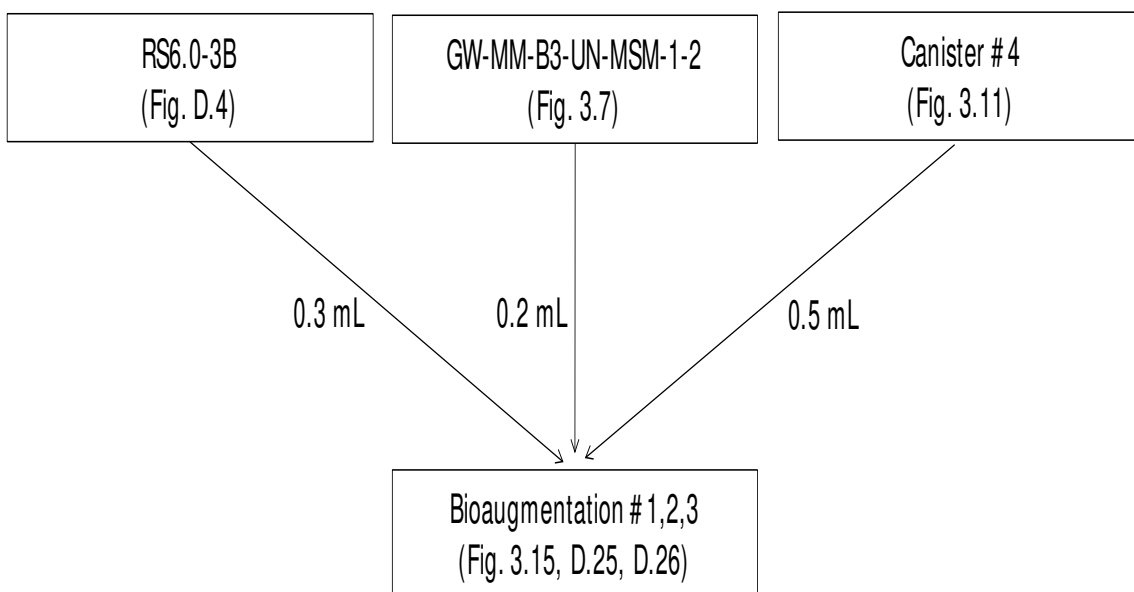 RS6.0-3B
(Fig. D.4)
GW-MM-B3-UN-MSM-1-2
(Fig. 3.7)
Canister # 4
(Fig. 3.11)
0.3 mL
0.2 mL
0.5 mL
Bioaugmentation # 1,2,3
(Fig. 3.15, D.25, D.26)